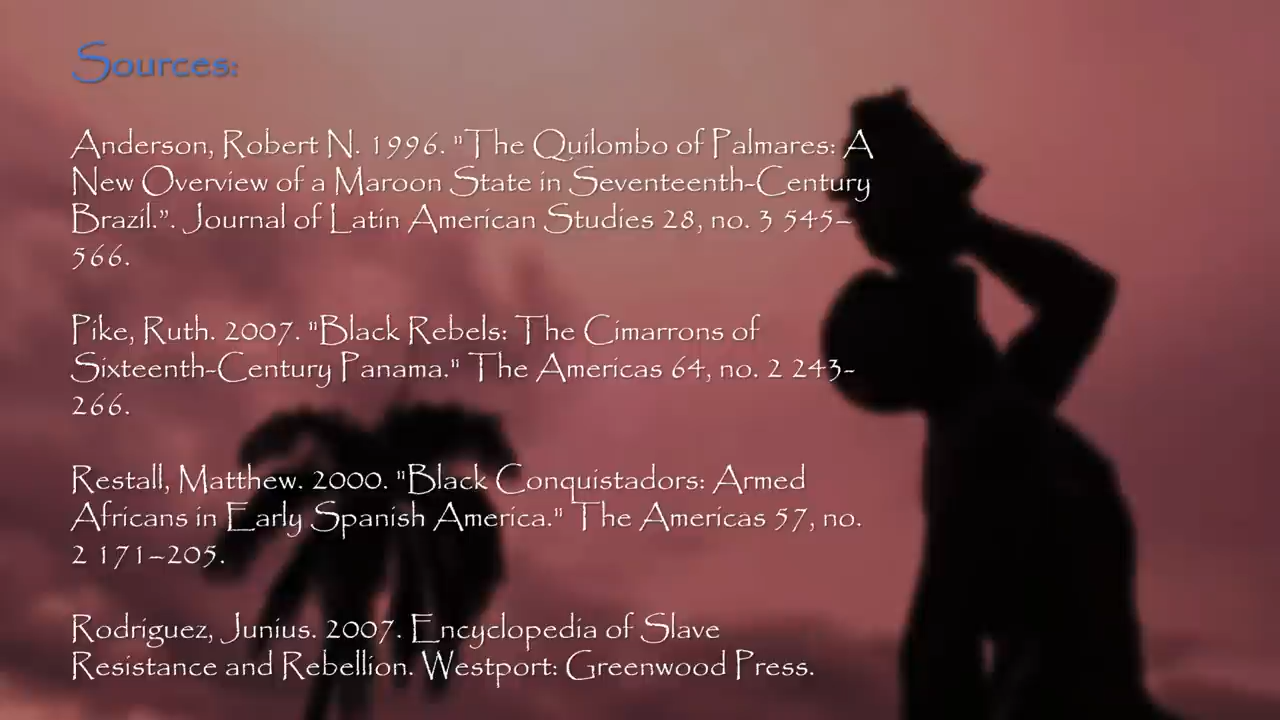 Sources:
Anderson, Robert N. 1996. "The Quilombo of Palmares: A
New Overview of a Maroon State in Seventeenth-Century
Brazil.”. Journal of Latin American Studies 28, no. 3 545–
566.
Pike, Ruth. 2007. "Black Rebels: The Cimarrons of
Sixteenth-Century Panama." The Americas 64, no. 2 243-
266.
Restall, Matthew. 2000. "Black Conquistadors: Armed
Africans in Early Spanish America." The Americas 57, no.
2 171–205.
Rodriguez, Junius. 2007. Encyclopedia of Slave
Resistance and Rebellion. Westport: Greenwood Press.